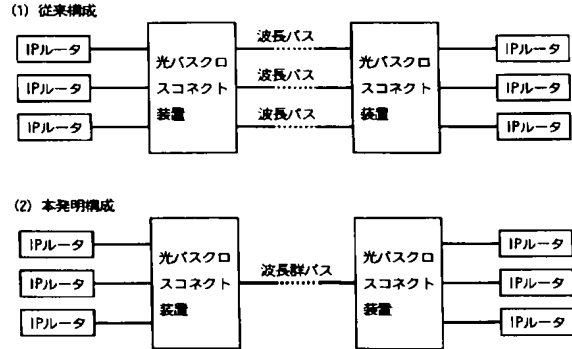 (1) 従来構成
IPルータ
IPルータ
IPルータ
光パスクロ
スコネクト
装置
波長パス
波長パス
波長パス
光パスクロ
スコネクト
装置
IPルータ
IPルータ
IPルータ
(2) 本発明構成
IPルータ
IPルータ
IPルータ
光パスクロ
スコネクト
装置
波長群パス
光パスクロ
スコネクト
装置
IPルータ
IPルータ
IPルータ